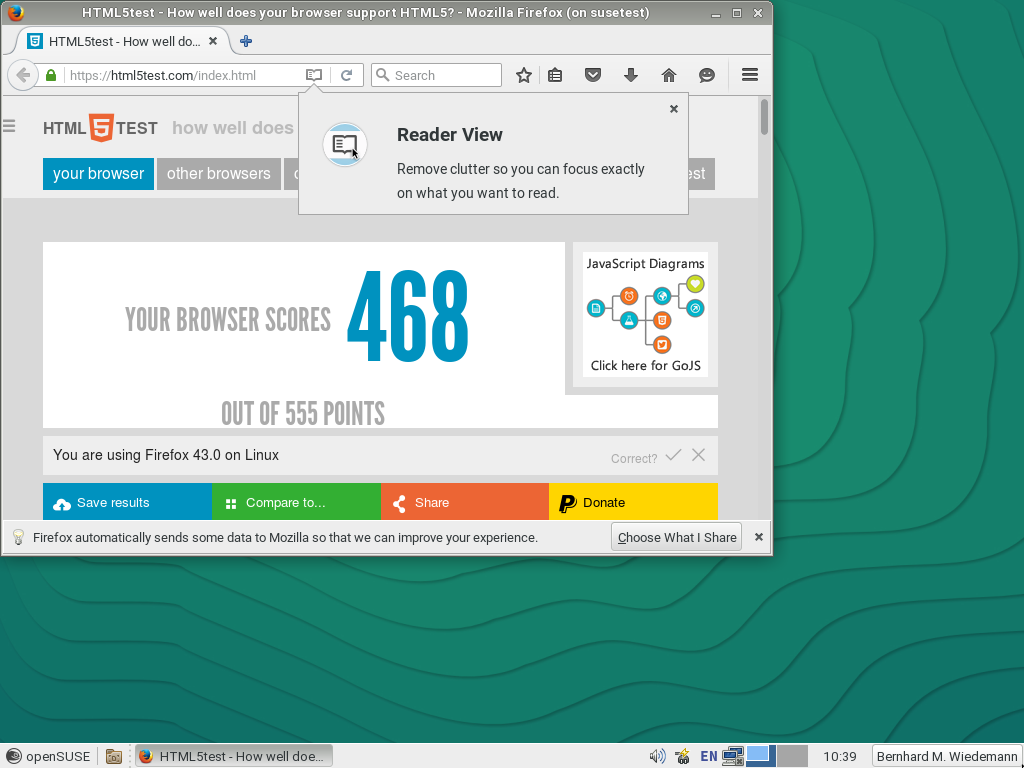 HTML5test - How well does your browser support HTML5? - Mozilla Firefox (on susetest)
HTML5test - How well do...
https://html5test.com/index.html
Search
HTML 5 TEST
how well does
Reader View
Remove clutter so you can focus exactly
on what you want to read.
your browser
other browsers
JavaScript Diagrams
Click here for GoJS
YOUR BROWSER SCORES 468
OUT OF 555 POINTS
You are using Firefox 43.0 on Linux
Correct?
Save results
Compare to...
Share
Donate
Firefox automatically sends some data to Mozilla so that we can improve your experience.
Choose What I Share
openSUSE
HTML5test - How well doe...
EN
10:39
Bernhard M. Wiedemann